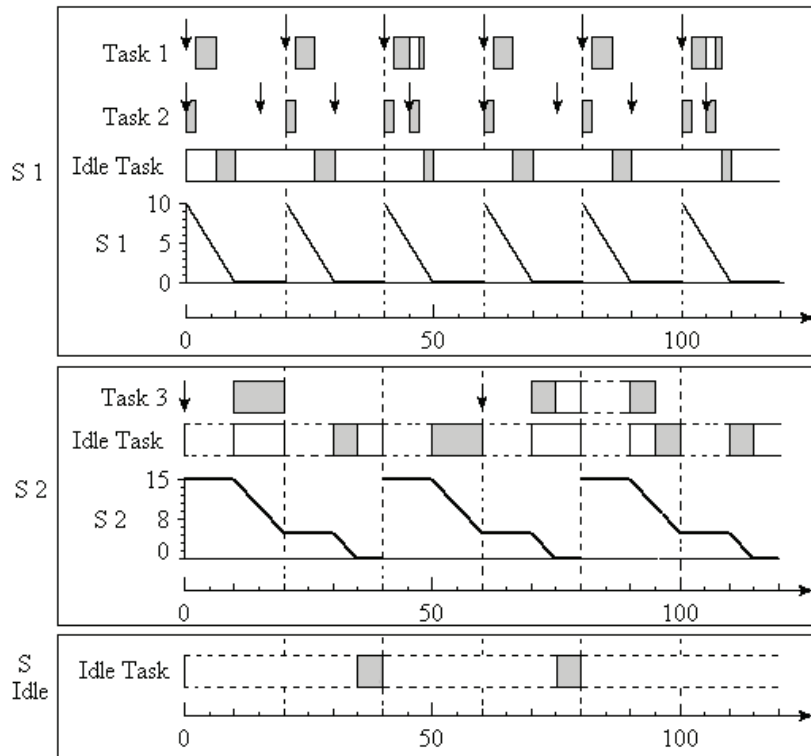 Task 1
Task 2
Idle Task
S 1
10
5
0
S 1
0 50 100
Task 3
Idle Task
S 2
15
8
0
S 2
0 50 100
S
Idle
Idle Task
0 50 100